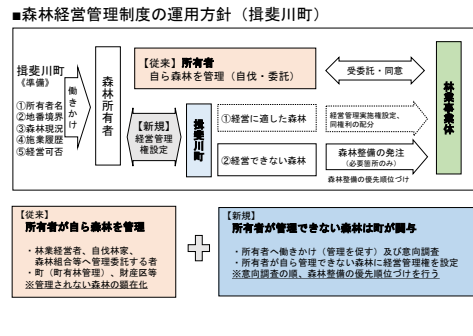 ■森林経営管理制度の運用方針（揖斐川町）
揖斐川町
《準備》
①所有者名
②地番境界
③森林現況
④施業履歴
⑤経営可否
働きかけ
森林所有者
【従来】所有者
自ら森林を管理（自伐・委託）
受委託・同意
林業事業体
【新規】
経営管理
権設定
揖斐川町
①経営に適した森林
経営管理実施権設定、
同権利の配分
②経営できない森林
森林整備の発注
（必要箇所のみ）
森林整備の優先順位づけ
【従来】
所有者が自ら森林を管理
・林業経営者、自伐林家、
森林組合等へ管理委託する者
・町（町有林管理）、財産区等
※管理されない森林の顕在化
【新規】
所有者が管理できない森林は町が関与
・所有者へ働きかけ（管理を促す）及び意向調査
・所有者が自ら管理できない森林に経営管理権を設定
※意向調査の順、森林整備の優先順位づけを行う